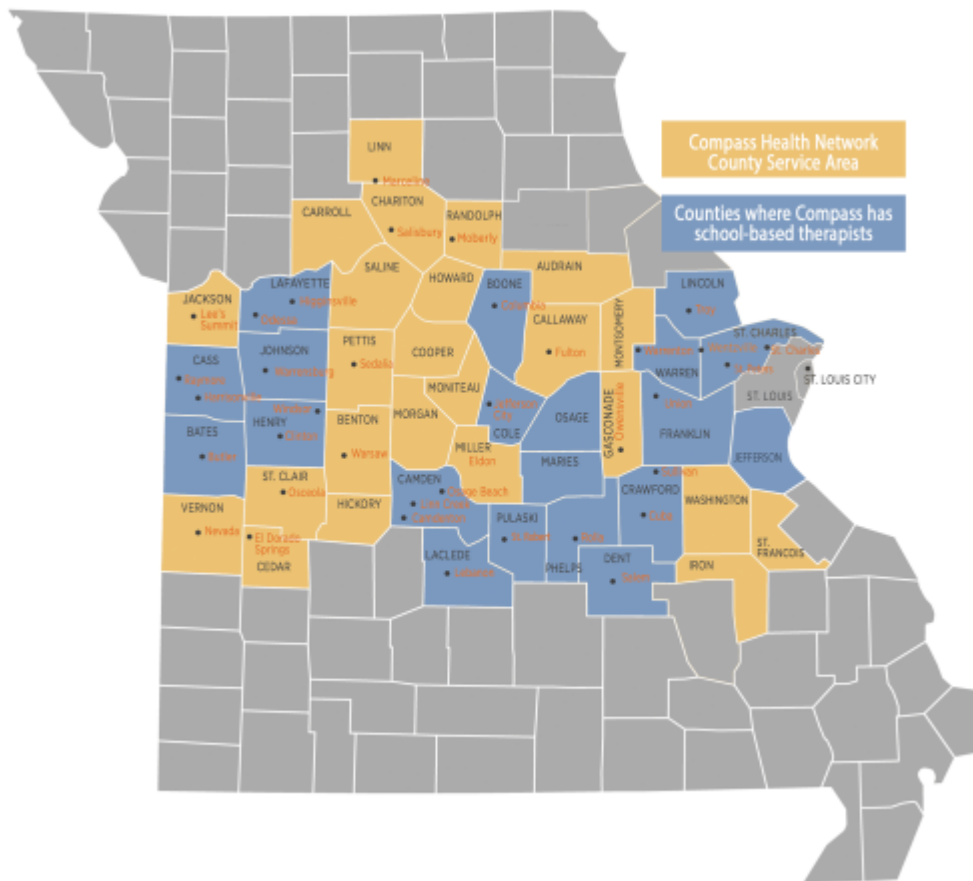 Compass Health Network
County Service Area
Counties where Compass has
school-based therapists
LINN
Marceline
CHARITON
Salisbury
CARROLL
RANDOLPH
Moberly
SALINE
HOWARD
AUDRAIN
LAFAYETTE
Higginsville
Odessa
JACKSON
Lee's
Summit
BOONE
Columbia
LINCOLN
Troy
CALLAWAY
Fulton
MONTGOMERY
ST. CHARLES
St. Charles
Wentzville
St. Peters
Warrenton
WARREN
ST. LOUIS CITY
ST. LOUIS
PETTIS
Sedalia
COOPER
JOHNSON
Warrensburg
CASS
Raymore
Harrisonville
MONITEAU
MORGAN
Jefferson
City
COLE
OSAGE
GASCONADE
Owensville
Union
FRANKLIN
JEFFERSON
Windsor
HENRY
Clinton
BENTON
Warsaw
BATES
Butler
MILLER
Eldon
MARIES
Sullivan
CRAWFORD
Cuba
WASHINGTON
ST. CLAIR
Osceola
CAMDEN
Osage Beach
Camdenton
HICKORY
VERNON
Nevada
El Dorado
Springs
CEDAR
PULASKI
St. Robert
Rolla
PHELPS
LACLEDE
Lebanon
DENT
Salem
IRON
ST.
FRANCOIS